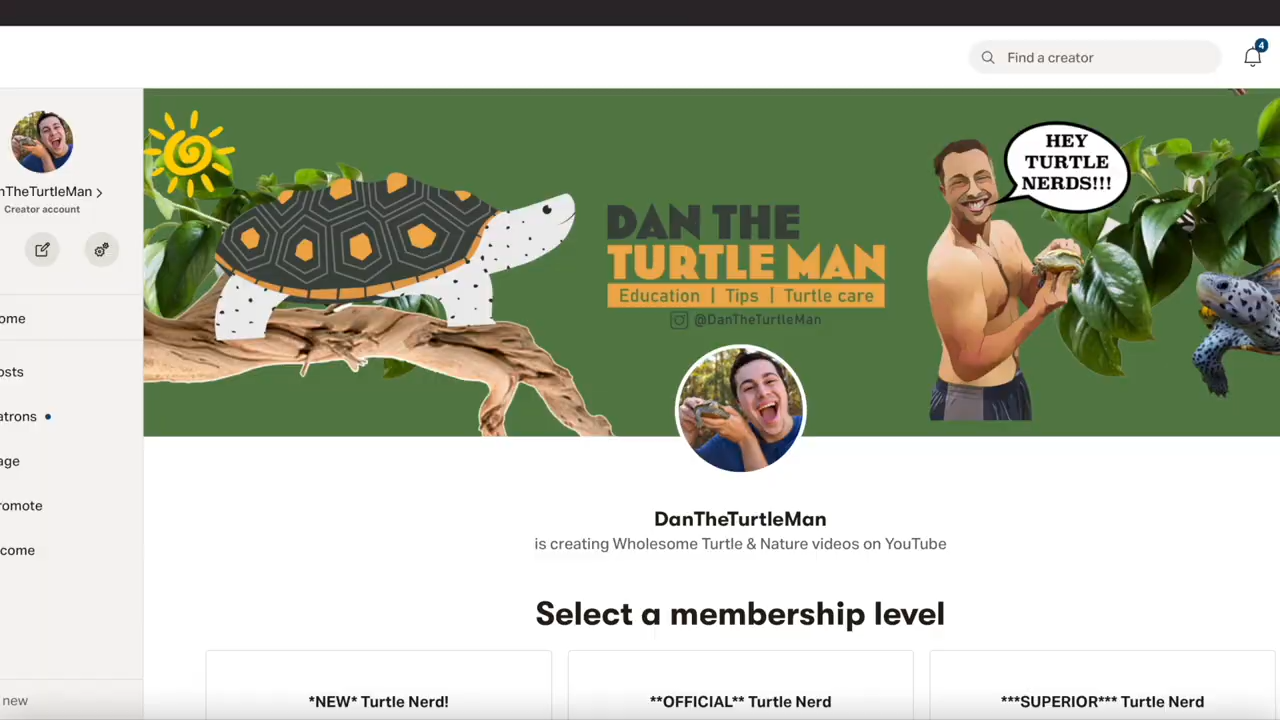 Find a creator
4
nTheTurtleMan
Creator account
ome
osts
atrons
age
romote
come
new
HEY
TURTLE
NERDS!!!
DAN THE
TURTLE MAN
Education | Tips | Turtle care
@DanTheTurtleMan
DanTheTurtleMan
is creating Wholesome Turtle & Nature videos on YouTube
Select a membership level
*NEW* Turtle Nerd!
**OFFICIAL** Turtle Nerd
***SUPERIOR*** Turtle Nerd